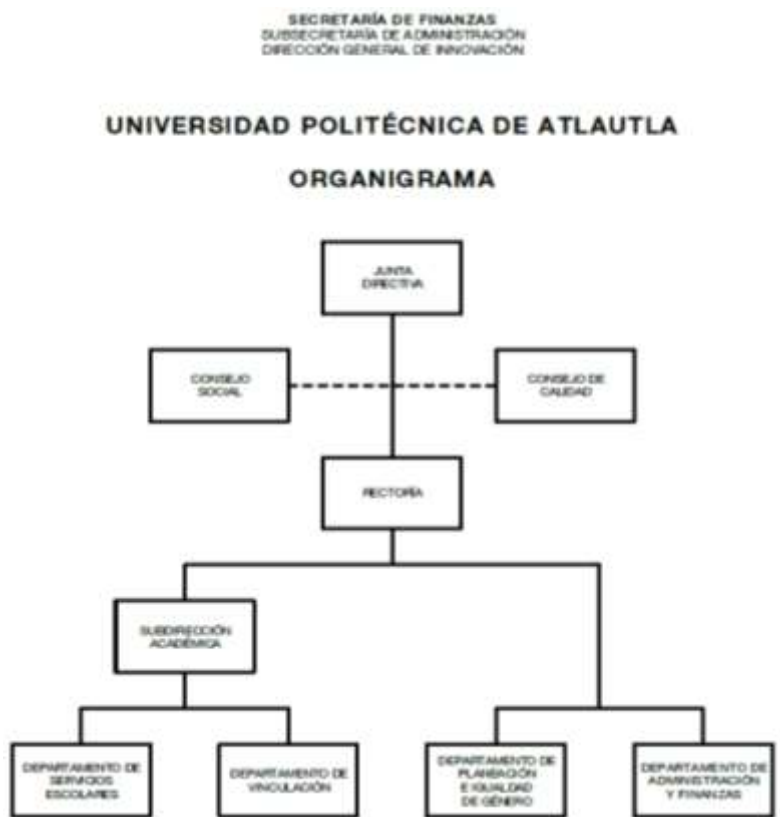 SECRETARÍA DE FINANZAS
SUBSECRETARÍA DE ADMINISTRACIÓN
DIRECCIÓN GENERAL DE INNOVACIÓN
UNIVERSIDAD POLITÉCNICA DE ATLAUTLA
ORGANIGRAMA
JUNTA
DIRECTIVA
CONSEJO
SOCIAL
CONSEJO DE
CALIDAD
RECTORÍA
SUBDIRECCIÓN
ACADÉMICA
DEPARTAMENTO DE
SERVICIOS
ESCOLARES
DEPARTAMENTO DE
VINCULACIÓN
DEPARTAMENTO DE
PLANEACIÓN
E IGUALDAD
DE GÉNERO
DEPARTAMENTO DE
ADMINISTRACIÓN
Y FINANZAS